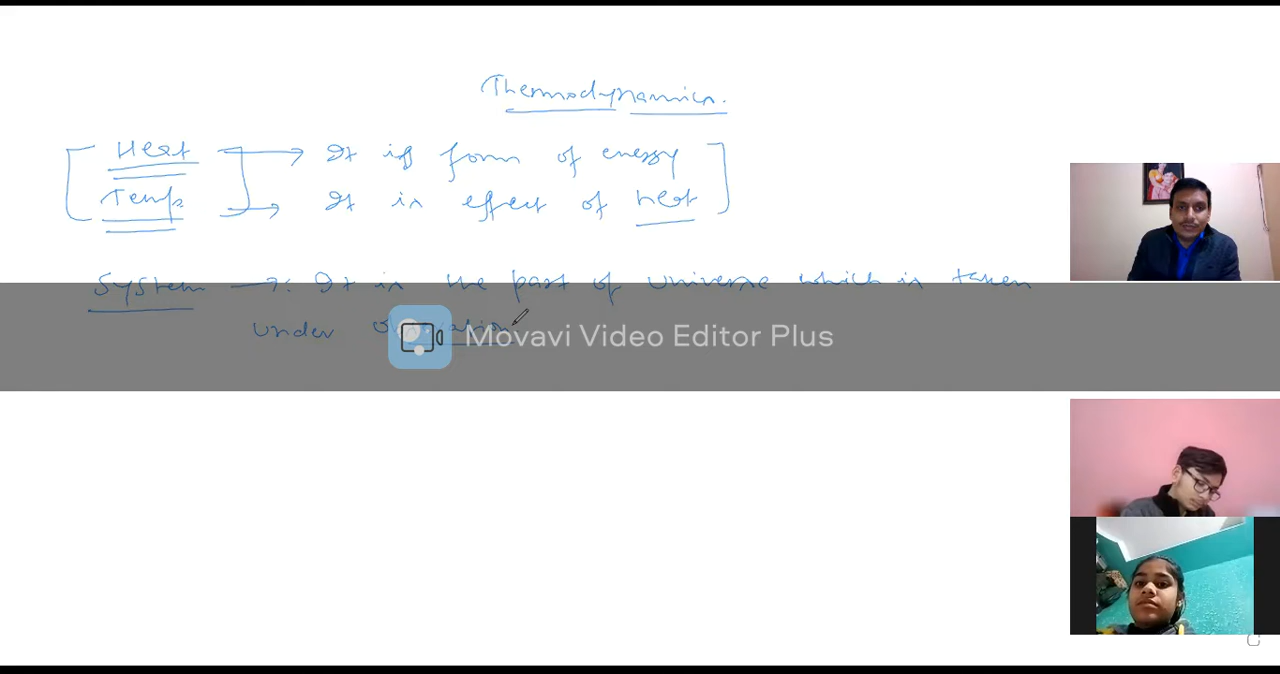 Thermodynamics.
Heat → It is form of energy
Temp → It is effect of Heat
System →: It is the part of universe which is taken
under
Movavi Video Editor Plus